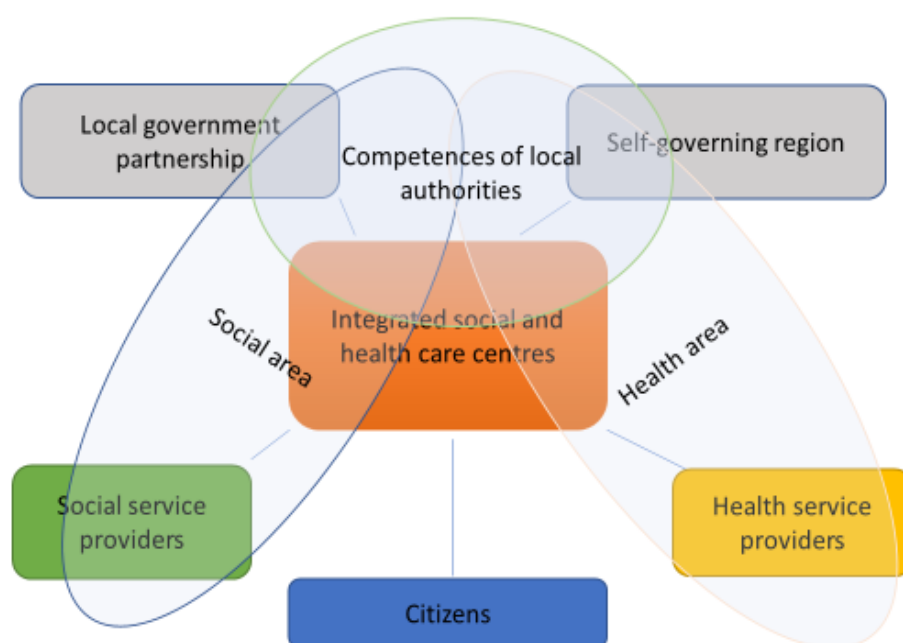 Local government
partnership
Competences of local
authorities
Self-governing region
Integrated social and
health care centres
Social area
Health area
Social service
providers
Health service
providers
Citizens